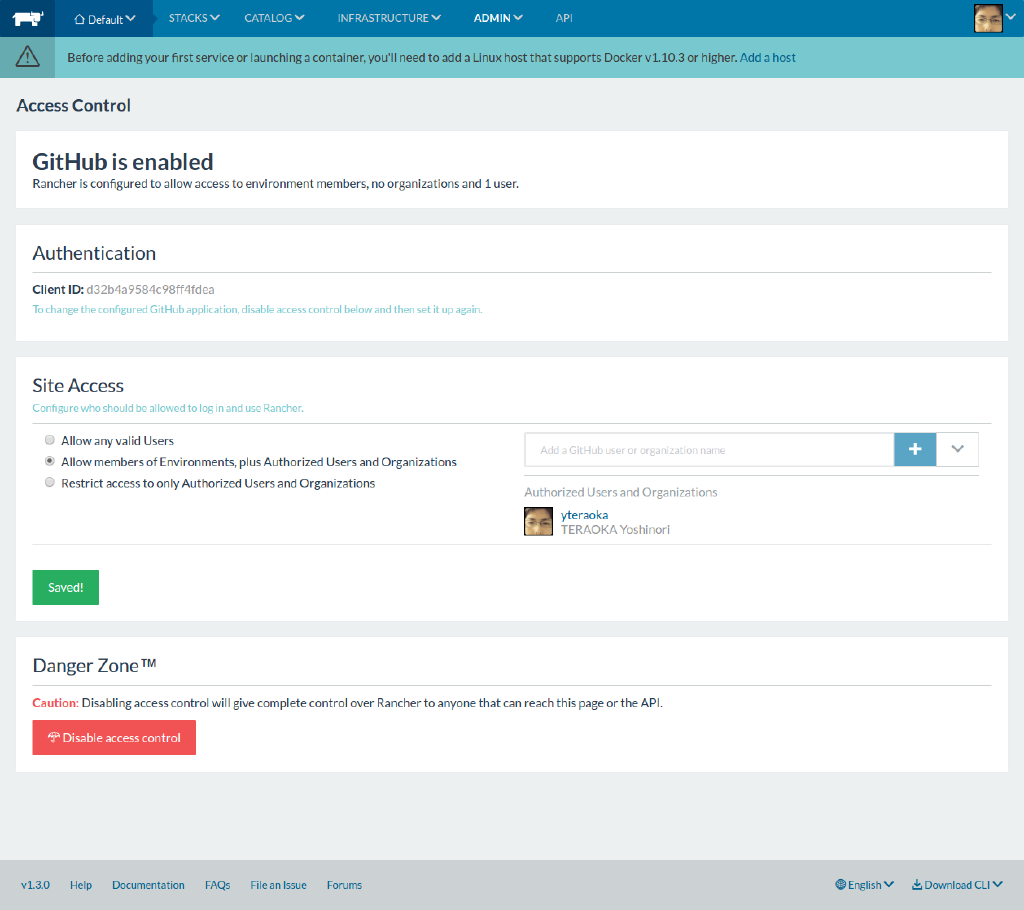 Default STACKS CATALOG INFRASTRUCTURE ADMIN API
Before adding your first service or launching a container, you'll need to add a Linux host that supports Docker v1.10.3 or higher. Add a host
Access Control
GitHub is enabled
Rancher is configured to allow access to environment members, no organizations and 1 user.
Authentication
Client ID: d32b4a9584c98ff4fdea
To change the configured GitHub application, disable access control below and then set it up again.
Site Access
Configure who should be allowed to log in and use Rancher.
Allow any valid Users
Allow members of Environments, plus Authorized Users and Organizations
Restrict access to only Authorized Users and Organizations
Add a GitHub user or organization name
Authorized Users and Organizations
yteraoka
TERAOKA Yoshinori
Saved!
Danger Zone™
Caution: Disabling access control will give complete control over Rancher to anyone that can reach this page or the API.
Disable access control
v1.3.0 Help Documentation FAQs File an Issue Forums English Download CLI